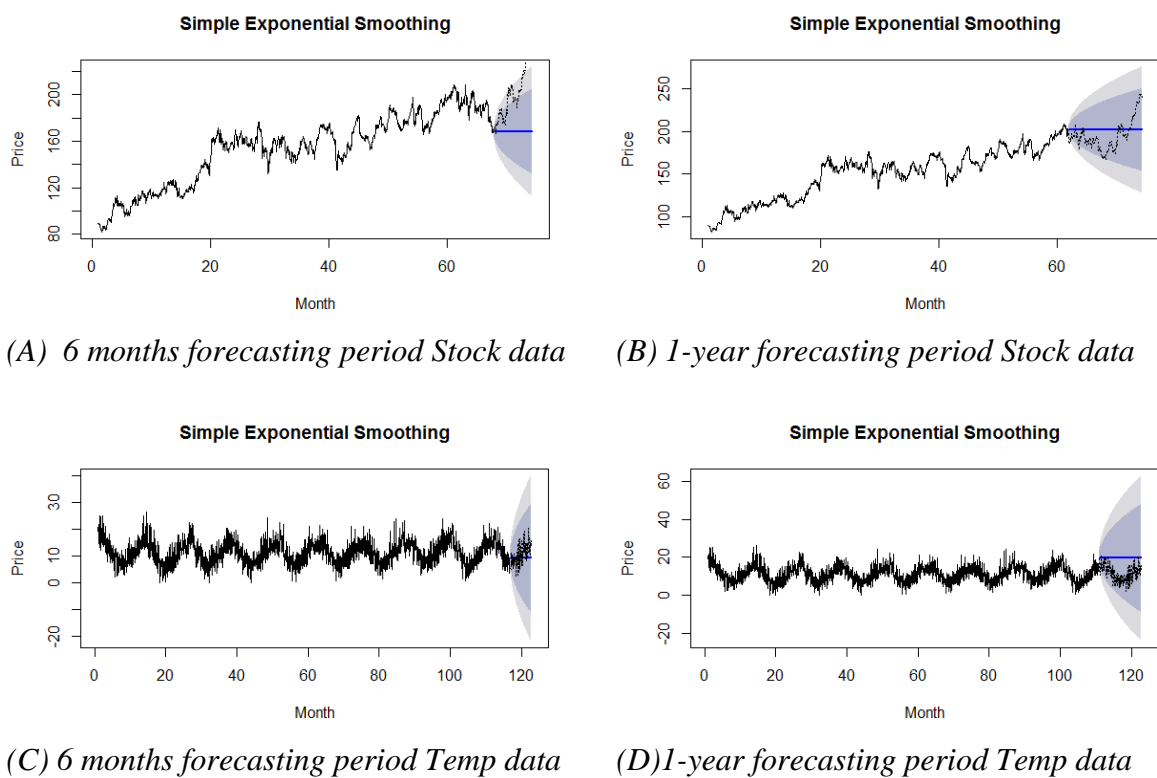 Simple Exponential Smoothing
Price
80
120
160
200
0
20
40
60
Month
(A) 6 months forecasting period Stock data
Simple Exponential Smoothing
Price
100
150
200
250
0
20
40
60
Month
(B) 1-year forecasting period Stock data
Simple Exponential Smoothing
Price
-20
0
10
30
0
20
40
60
80
100
120
Month
(C) 6 months forecasting period Temp data
Simple Exponential Smoothing
Price
-20
0
20
40
60
0
20
40
60
80
100
120
Month
(D)1-year forecasting period Temp data